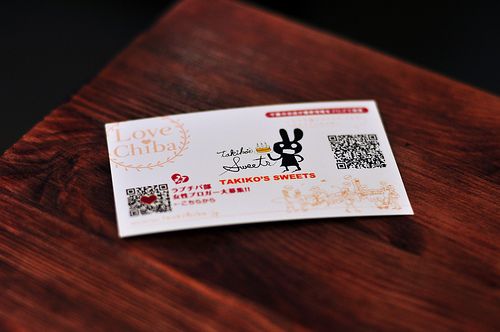 Love
Chiba
Takiko's
Sweets
TAKIKO'S SWEETS
ラブチバ部
女性ブロガー大募集!!
←こちらから